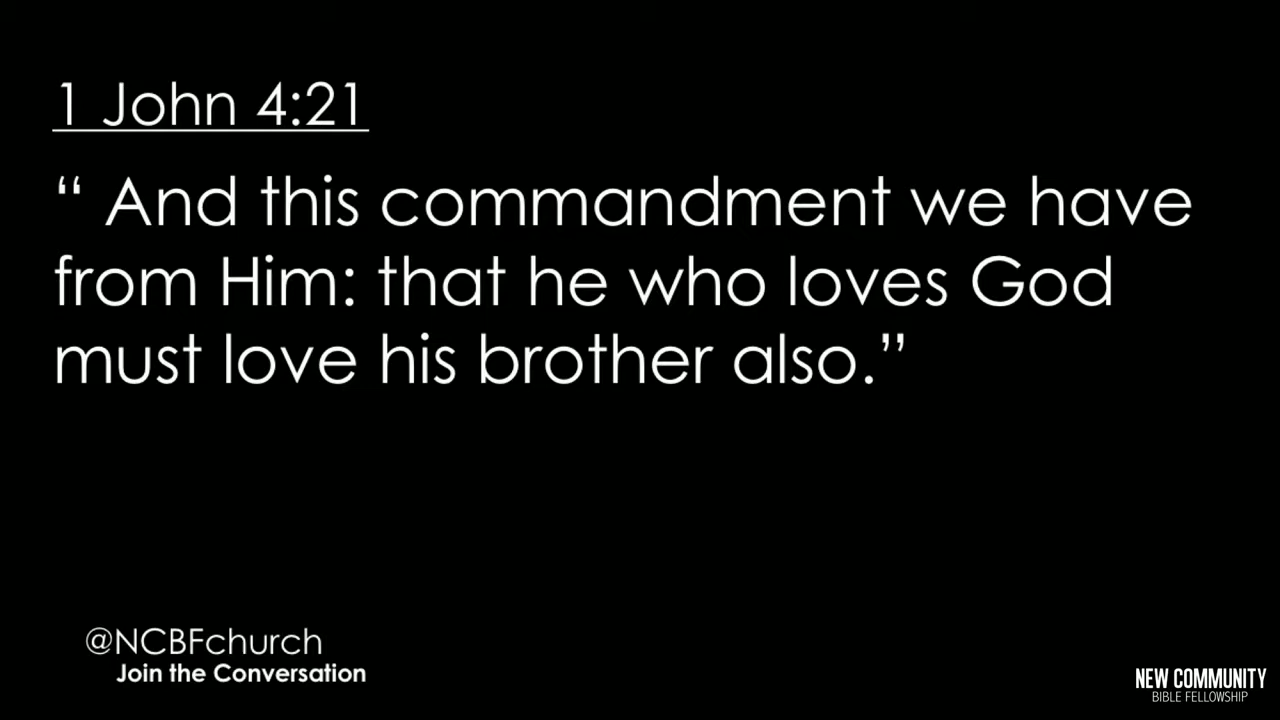 1 John 4:21
“ And this commandment we have
from Him: that he who loves God
must love his brother also.”
@NCBFchurch
Join the Conversation
NEW COMMUNITY
BIBLE FELLOWSHIP